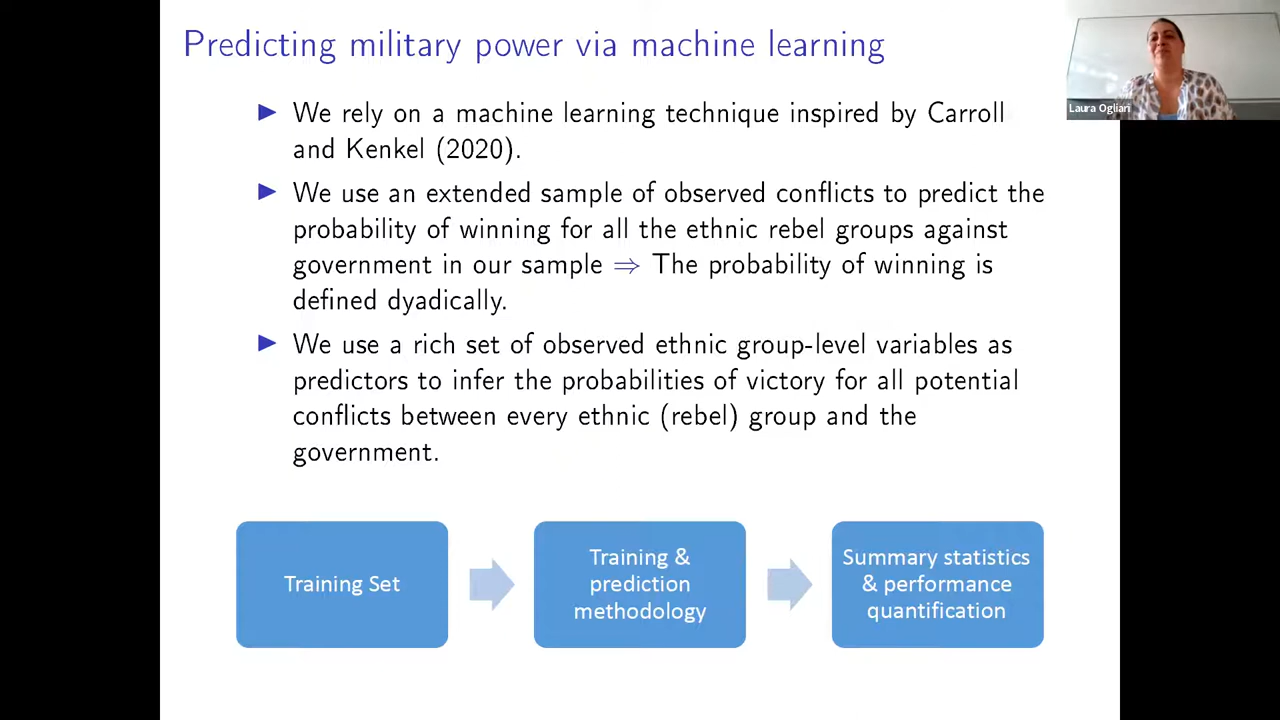 Predicting military power via machine learning
Laura Ogliari
▶ We rely on a machine learning technique inspired by Carroll
and Kenkel (2020).
▶ We use an extended sample of observed conflicts to predict the
probability of winning for all the ethnic rebel groups against
government in our sample ⇒ The probability of winning is
defined dyadically.
▶ We use a rich set of observed ethnic group-level variables as
predictors to infer the probabilities of victory for all potential
conflicts between every ethnic (rebel) group and the
government.
Training Set
Training &
prediction
methodology
Summary statistics
& performance
quantification